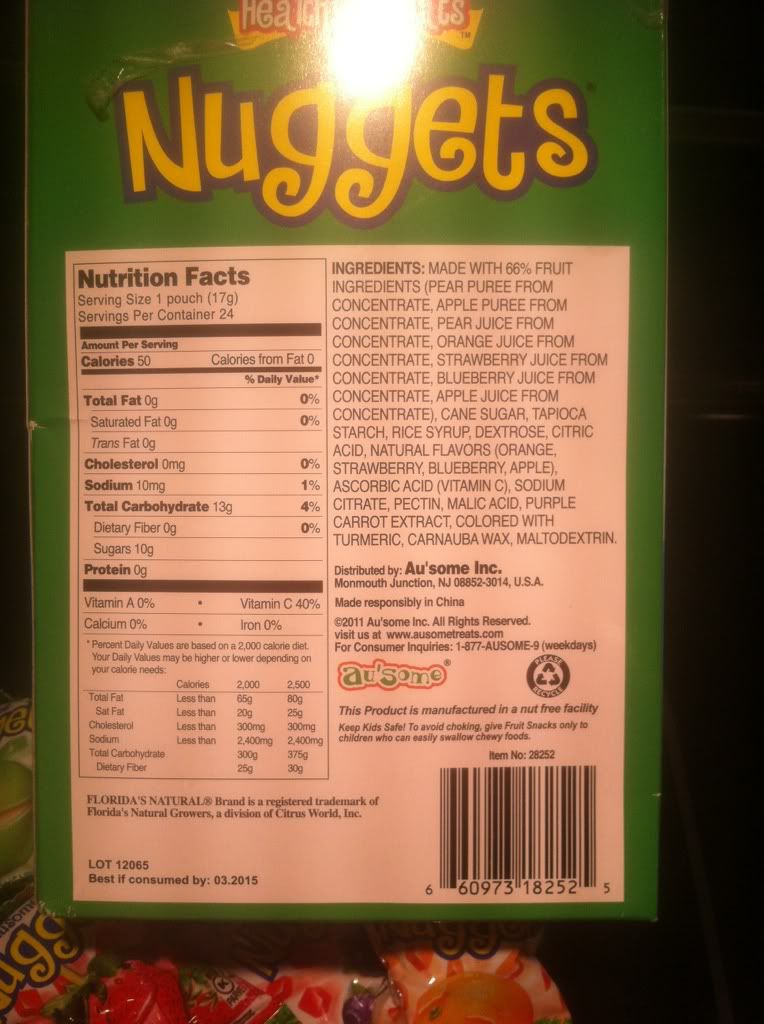 Nuggets
Nutrition Facts
Serving Size 1 pouch (17g)
Servings Per Container 24
Amount Per Serving
Calories 50 Calories from Fat 0
% Daily Value*
Total Fat 0g 0%
Saturated Fat 0g 0%
Trans Fat 0g
Cholesterol 0mg 0%
Sodium 10mg 1%
Total Carbohydrate 13g 4%
Dietary Fiber 0g 0%
Sugars 10g
Protein 0g
Vitamin A 0% • Vitamin C 40%
Calcium 0% • Iron 0%
* Percent Daily Values are based on a 2,000 calorie diet.
Your Daily Values may be higher or lower depending on
your calorie needs:
Calories 2,000 2,500
Total Fat Less than 65g 80g
Sat Fat Less than 20g 25g
Cholesterol Less than 300mg 300mg
Sodium Less than 2,400mg 2,400mg
Total Carbohydrate 300g 375g
Dietary Fiber 25g 30g
INGREDIENTS: MADE WITH 66% FRUIT
INGREDIENTS (PEAR PUREE FROM
CONCENTRATE, APPLE PUREE FROM
CONCENTRATE, PEAR JUICE FROM
CONCENTRATE, ORANGE JUICE FROM
CONCENTRATE, STRAWBERRY JUICE FROM
CONCENTRATE, BLUEBERRY JUICE FROM
CONCENTRATE, APPLE JUICE FROM
CONCENTRATE), CANE SUGAR, TAPIOCA
STARCH, RICE SYRUP, DEXTROSE, CITRIC
ACID, NATURAL FLAVORS (ORANGE,
STRAWBERRY, BLUEBERRY, APPLE),
ASCORBIC ACID (VITAMIN C), SODIUM
CITRATE, PECTIN, MALIC ACID, PURPLE
CARROT EXTRACT, COLORED WITH
TURMERIC, CARNAUBA WAX, MALTODEXTRIN.
Distributed by: Au'some Inc.
Monmouth Junction, NJ 08852-3014, U.S.A.
Made responsibly in China
©2011 Au'some Inc. All Rights Reserved.
visit us at www.ausometreats.com
For Consumer Inquiries: 1-877-AUSOME-9 (weekdays)
au'some®
PLEASE RECYCLE
This Product is manufactured in a nut free facility
Keep Kids Safe! To avoid choking, give Fruit Snacks only to
children who can easily swallow chewy foods.
Item No: 28252
6 60973 18252 5
FLORIDA'S NATURAL® Brand is a registered trademark of
Florida's Natural Growers, a division of Citrus World, Inc.
LOT 12065
Best if consumed by: 03.2015